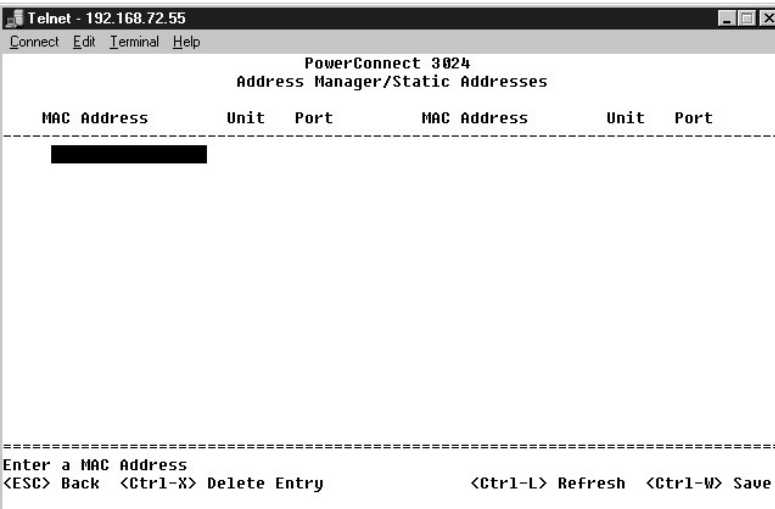 Telnet - 192.168.72.55
Connect Edit Terminal Help
PowerConnect 3024
Address Manager/Static Addresses
MAC Address Unit Port MAC Address Unit Port
Enter a MAC Address
<ESC> Back <Ctrl-X> Delete Entry <Ctrl-L> Refresh <Ctrl-W> Save